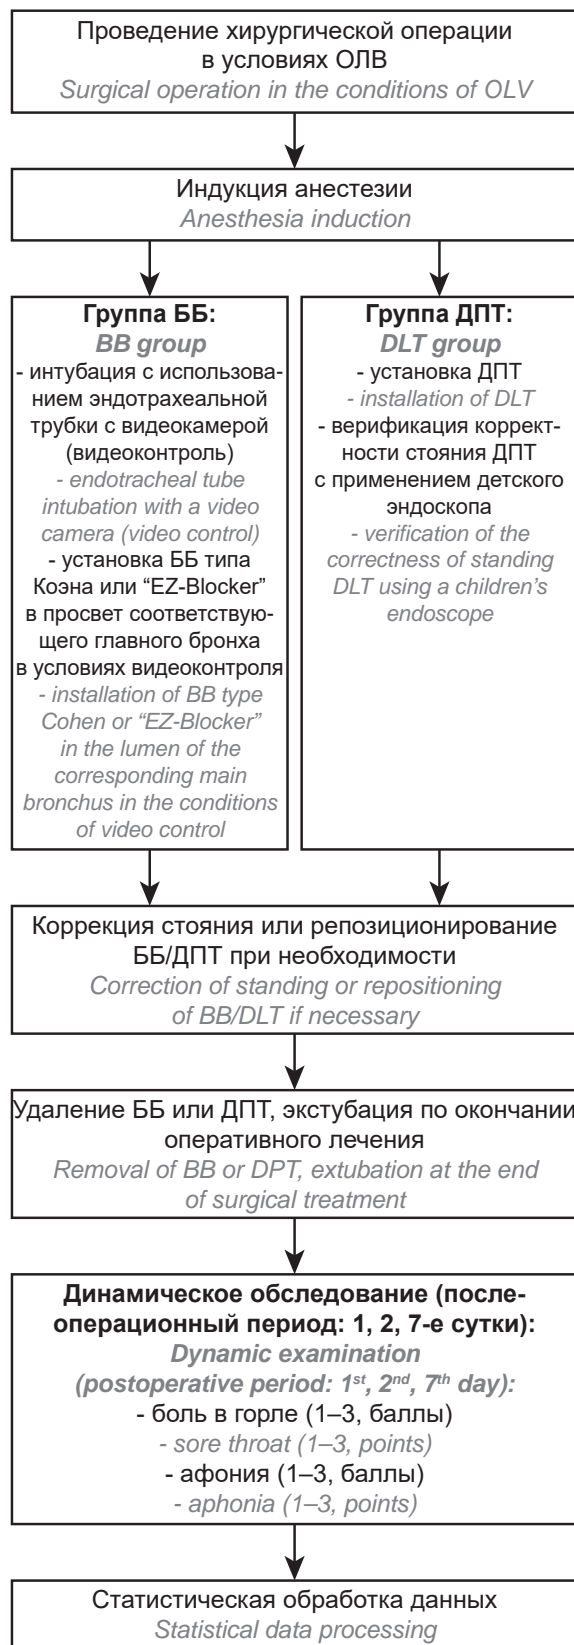 Проведение хирургической операции
в условиях ОЛВ
Surgical operation in the conditions of OLV
Индукция анестезии
Anesthesia induction
Группа ББ:
BB group
- интубация с использова-
нием эндотрахеальной
трубки с видеокамерой
(видеоконтроль)
- endotracheal tube
intubation with a video
camera (video control)
- установка ББ типа
Коэна или “EZ-Blocker”
в просвет соответствую-
щего главного бронха
в условиях видеоконтроля
- installation of BB type
Cohen or “EZ-Blocker”
in the lumen of the
corresponding main
bronchus in the conditions
of video control
Группа ДПТ:
DLT group
- установка ДПТ
- installation of DLT
- верификация коррект-
ности стояния ДПТ
с применением детского
эндоскопа
- verification of the
correctness of standing
DLT using a children’s
endoscope
Коррекция стояния или репозиционирование
ББ/ДПТ при необходимости
Correction of standing or repositioning
of BB/DLT if necessary
Удаление ББ или ДПТ, экстубация по окончании
оперативного лечения
Removal of BB or DPT, extubation at the end
of surgical treatment
Динамическое обследование (после-
операционный период: 1, 2, 7-е сутки):
Dynamic examination
(postoperative period: 1st, 2nd, 7th day):
- боль в горле (1–3, баллы)
- sore throat (1–3, points)
- афония (1–3, баллы)
- aphonia (1–3, points)
Статистическая обработка данных
Statistical data processing